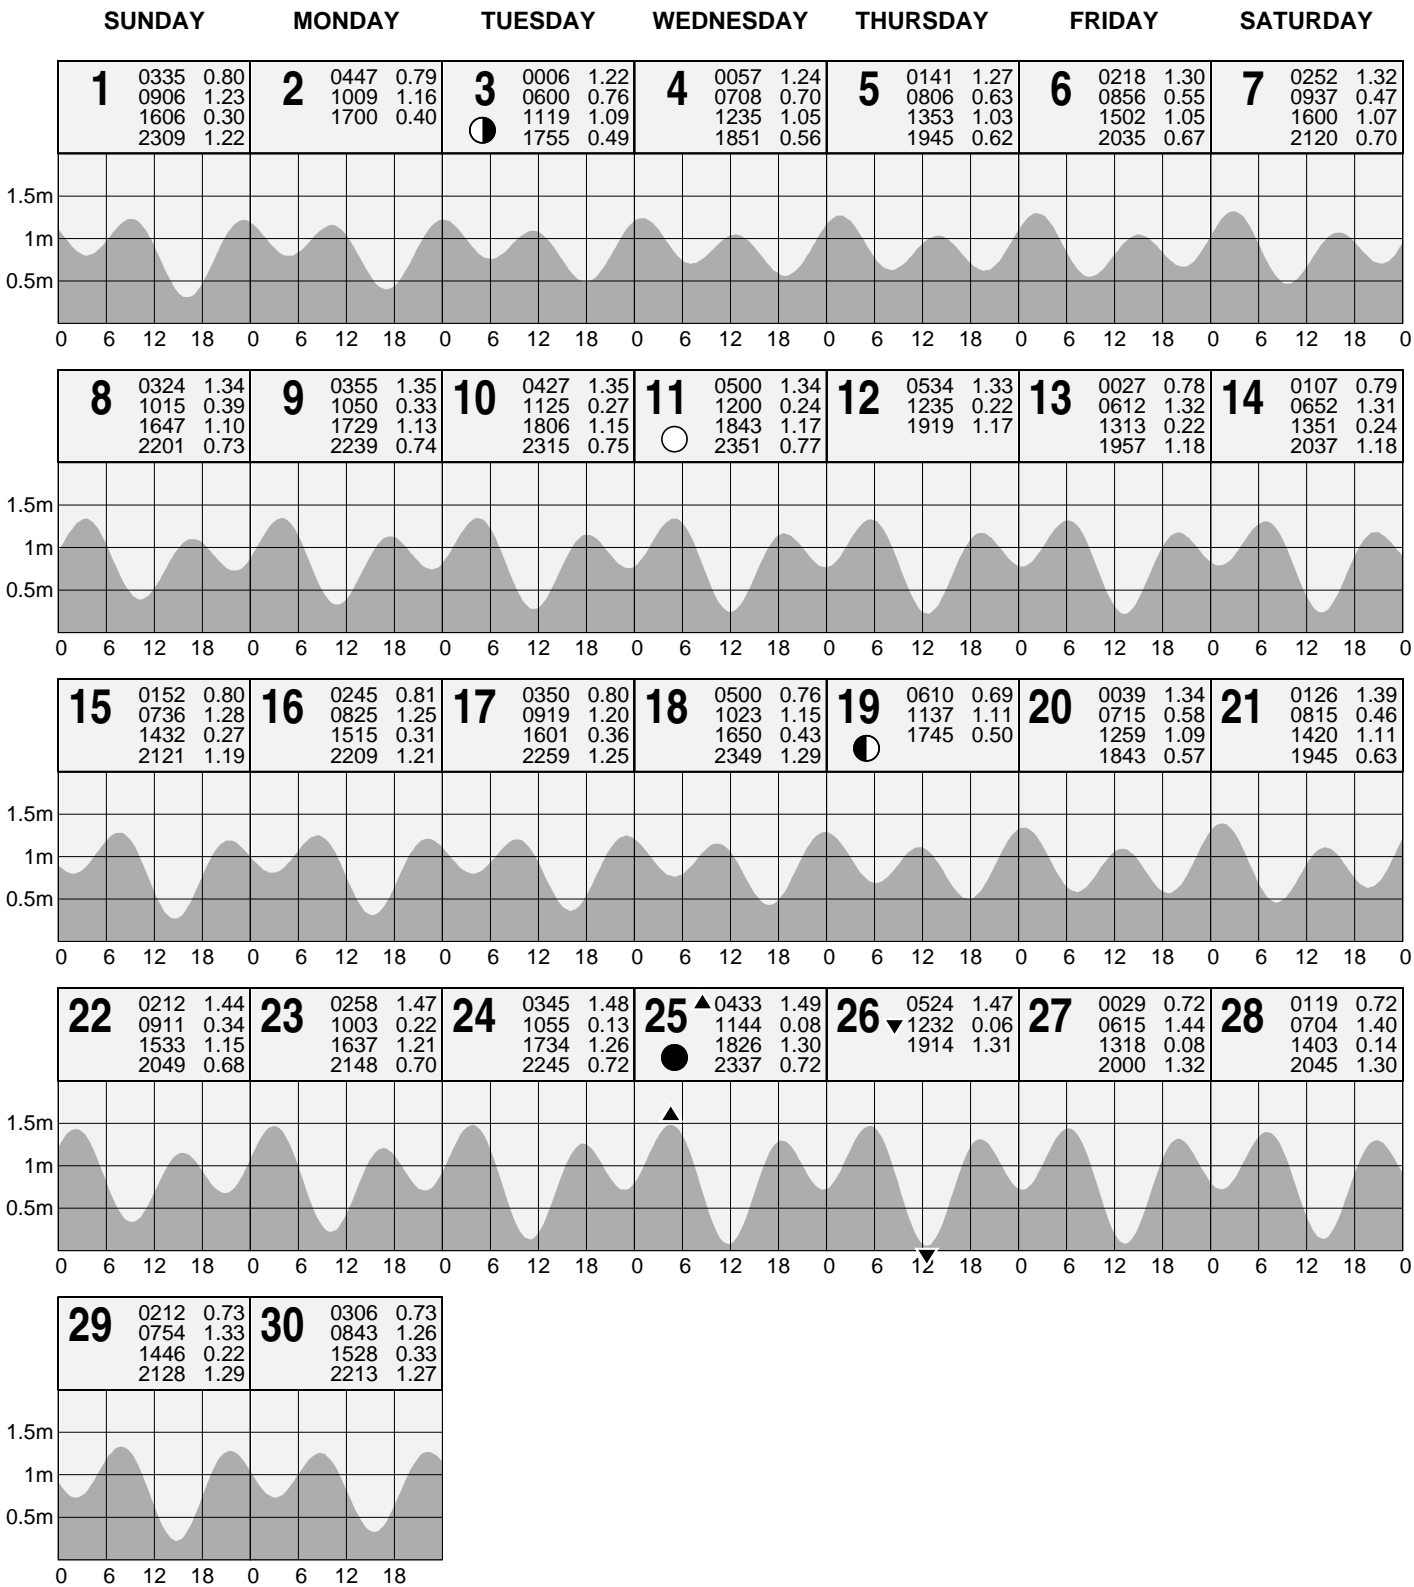 SUNDAY MONDAY TUESDAY WEDNESDAY THURSDAY FRIDAY SATURDAY
1 0335 0.80 2 0447 0.79 3 0006 1.22 4 0057 1.24 5 0141 1.27 6 0218 1.30 7 0252 1.32
0906 1.23 1009 1.16 0600 0.76 0708 0.70 0806 0.63 0856 0.55 0937 0.47
1606 0.30 1700 0.40 1119 1.09 1235 1.05 1353 1.03 1502 1.05 1600 1.07
2309 1.22 1755 0.49 1851 0.56 1945 0.62 2035 0.67 2120 0.70
1.5m
1m
0.5m
0 6 12 18 0 6 12 18 0 6 12 18 0 6 12 18 0 6 12 18 0 6 12 18 0 6 12 18 0
8 0324 1.34 9 0355 1.35 10 0427 1.35 11 0500 1.34 12 0534 1.33 13 0027 0.78 14 0107 0.79
1015 0.39 1050 0.33 1125 0.27 1200 0.24 1235 0.22 0612 1.32 0652 1.31
1647 1.10 1729 1.13 1806 1.15 1843 1.17 1919 1.17 1313 0.22 1351 0.24
2201 0.73 2239 0.74 2315 0.75 2351 0.77 1957 1.18 2037 1.18
1.5m
1m
0.5m
0 6 12 18 0 6 12 18 0 6 12 18 0 6 12 18 0 6 12 18 0 6 12 18 0 6 12 18 0
15 0152 0.80 16 0245 0.81 17 0350 0.80 18 0500 0.76 19 0610 0.69 20 0039 1.34 21 0126 1.39
0736 1.28 0825 1.25 0919 1.20 1023 1.15 1137 1.11 0715 0.58 0815 0.46
1432 0.27 1515 0.31 1601 0.36 1650 0.43 1745 0.50 1259 1.09 1420 1.11
2121 1.19 2209 1.21 2259 1.25 2349 1.29 1843 0.57 1945 0.63
1.5m
1m
0.5m
0 6 12 18 0 6 12 18 0 6 12 18 0 6 12 18 0 6 12 18 0 6 12 18 0 6 12 18 0
22 0212 1.44 23 0258 1.47 24 0345 1.48 25 0433 1.49 26 0524 1.47 27 0029 0.72 28 0119 0.72
0911 0.34 1003 0.22 1055 0.13 1144 0.08 1232 0.06 0615 1.44 0704 1.40
1533 1.15 1637 1.21 1734 1.26 1826 1.30 1914 1.31 1318 0.08 1403 0.14
2049 0.68 2148 0.70 2245 0.72 2337 0.72 2000 1.32 2045 1.30
1.5m
1m
0.5m
0 6 12 18 0 6 12 18 0 6 12 18 0 6 12 18 0 6 12 18 0 6 12 18 0 6 12 18 0
29 0212 0.73 30 0306 0.73
0754 1.33 0843 1.26
1446 0.22 1528 0.33
2128 1.29 2213 1.27
1.5m
1m
0.5m
0 6 12 18 0 6 12 18